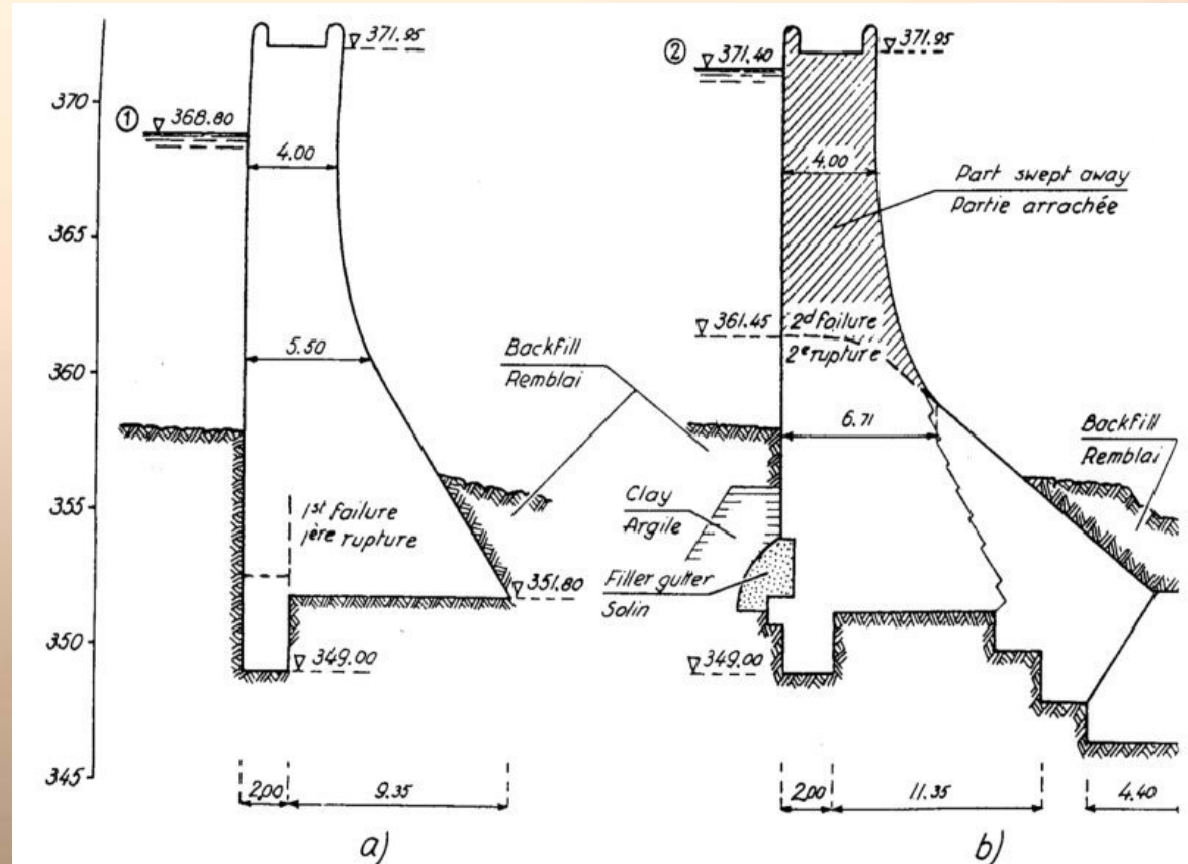 370
365
360
355
350
345
371.95
①
368.80
4.00
5.50
Backfill
Remblai
1st failure
1ère rupture
351.80
349.00
2,00
9.35
a)
②
371.40
371.95
4.00
Part swept away
Partie arrachée
361.45
2d failure
2e rupture
6.71
Backfill
Remblai
Clay
Argile
Filler gutter
Solin
349.00
2,00
11.35
4.40
b)